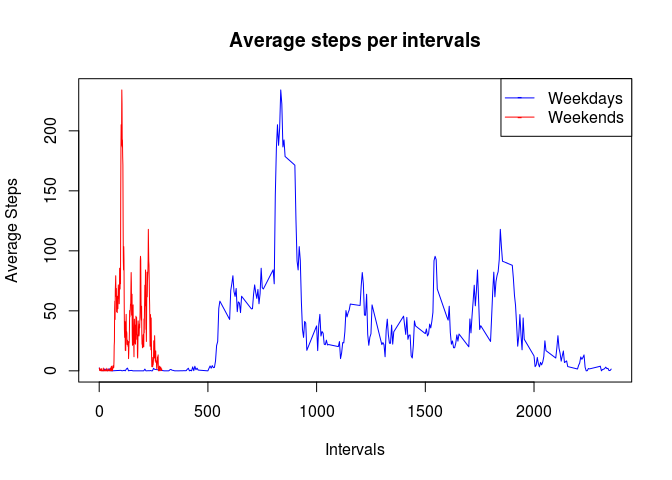 Average steps per intervals
Weekdays
Weekends
Average Steps
200
150
100
50
0
0 500 1000 1500 2000
Intervals